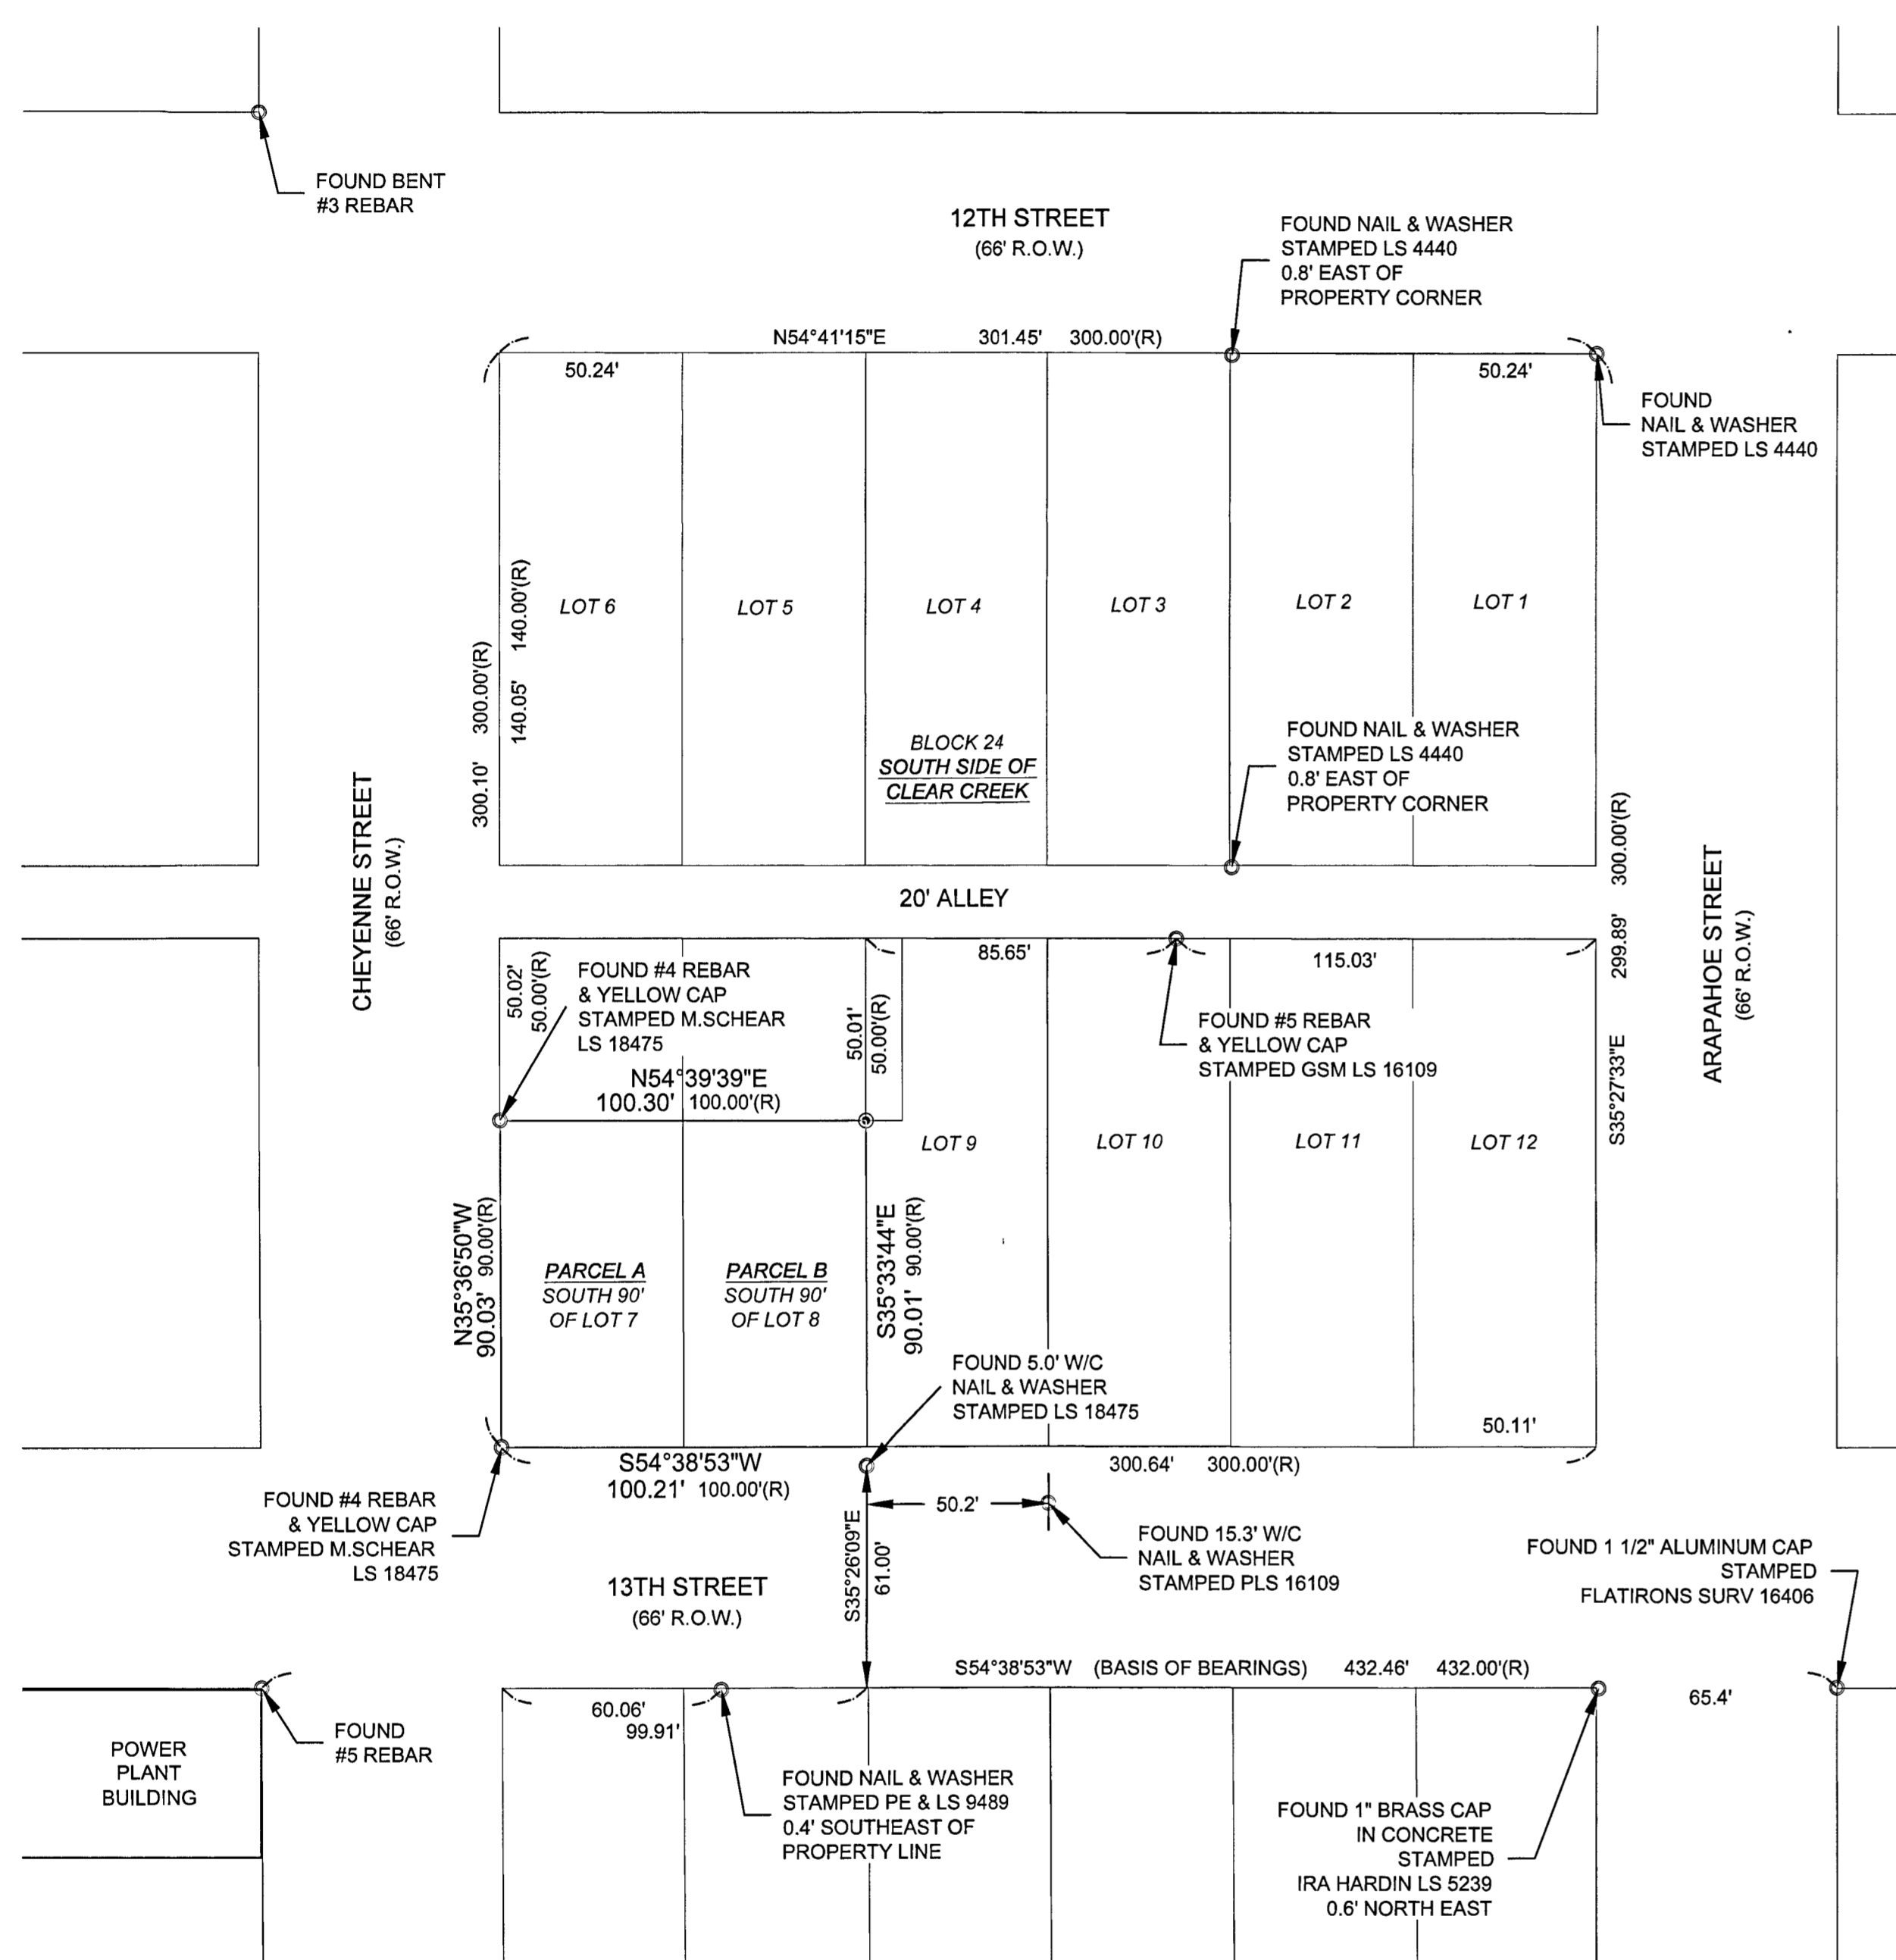 FOUND BENT
#3 REBAR
12TH STREET
(66' R.O.W.)
FOUND NAIL & WASHER
STAMPED LS 4440
0.8' EAST OF
PROPERTY CORNER
N54°41'15"E 301.45' 300.00'(R)
50.24'
50.24'
FOUND
NAIL & WASHER
STAMPED LS 4440
LOT 6
LOT 5
LOT 4
LOT 3
LOT 2
LOT 1
140.05' 140.00'(R)
300.10' 300.00'(R)
BLOCK 24
SOUTH SIDE OF
CLEAR CREEK
FOUND NAIL & WASHER
STAMPED LS 4440
0.8' EAST OF
PROPERTY CORNER
CHEYENNE STREET
(66' R.O.W.)
20' ALLEY
299.89' 300.00'(R)
S35°27'33"E
ARAPAHOE STREET
(66' R.O.W.)
50.02'
50.00'(R)
FOUND #4 REBAR
& YELLOW CAP
STAMPED M.SCHEAR
LS 18475
50.01'
50.00'(R)
85.65'
115.03'
FOUND #5 REBAR
& YELLOW CAP
STAMPED GSM LS 16109
N54°39'39"E
100.30' 100.00'(R)
LOT 9
LOT 10
LOT 11
LOT 12
N35°36'50"W
90.03' 90.00'(R)
PARCEL A
SOUTH 90'
OF LOT 7
PARCEL B
SOUTH 90'
OF LOT 8
S35°33'44"E
90.01' 90.00'(R)
FOUND 5.0' W/C
NAIL & WASHER
STAMPED LS 18475
50.11'
S54°38'53"W
100.21' 100.00'(R)
300.64' 300.00'(R)
FOUND #4 REBAR
& YELLOW CAP
STAMPED M.SCHEAR
LS 18475
50.2'
S35°26'09"E
61.00'
FOUND 15.3' W/C
NAIL & WASHER
STAMPED PLS 16109
FOUND 1 1/2" ALUMINUM CAP
STAMPED
FLATIRONS SURV 16406
13TH STREET
(66' R.O.W.)
S54°38'53"W (BASIS OF BEARINGS) 432.46' 432.00'(R)
65.4'
60.06'
99.91'
FOUND
#5 REBAR
POWER
PLANT
BUILDING
FOUND NAIL & WASHER
STAMPED PE & LS 9489
0.4' SOUTHEAST OF
PROPERTY LINE
FOUND 1" BRASS CAP
IN CONCRETE
STAMPED
IRA HARDIN LS 5239
0.6' NORTH EAST